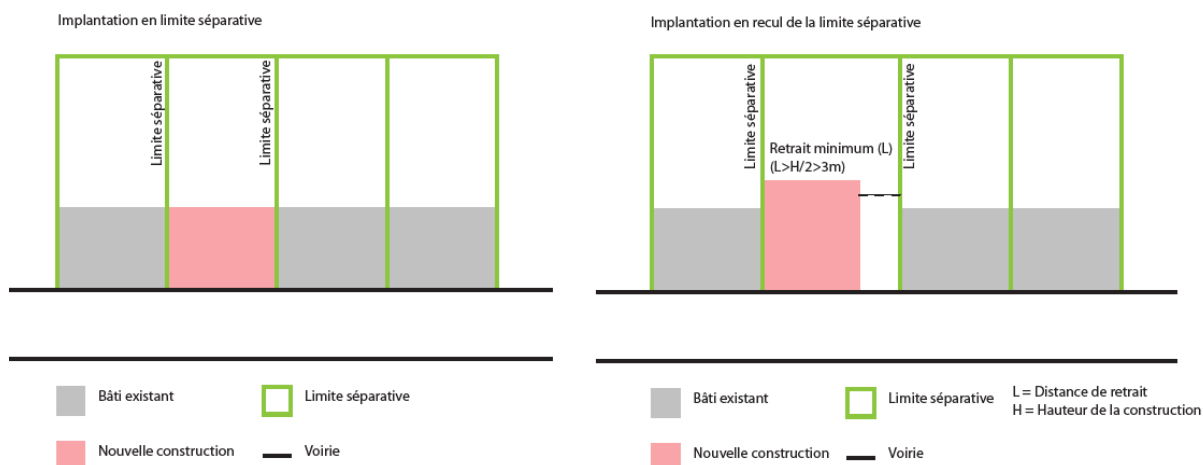 Implantation en limite séparative
Limite séparative
Limite séparative
Bâti existant
Limite séparative
Nouvelle construction
Voirie
Implantation en recul de la limite séparative
Limite séparative
Retrait minimum (L)
(L>H/2>3m)
Limite séparative
Bâti existant
Limite séparative
L = Distance de retrait
H = Hauteur de la construction
Nouvelle construction
Voirie